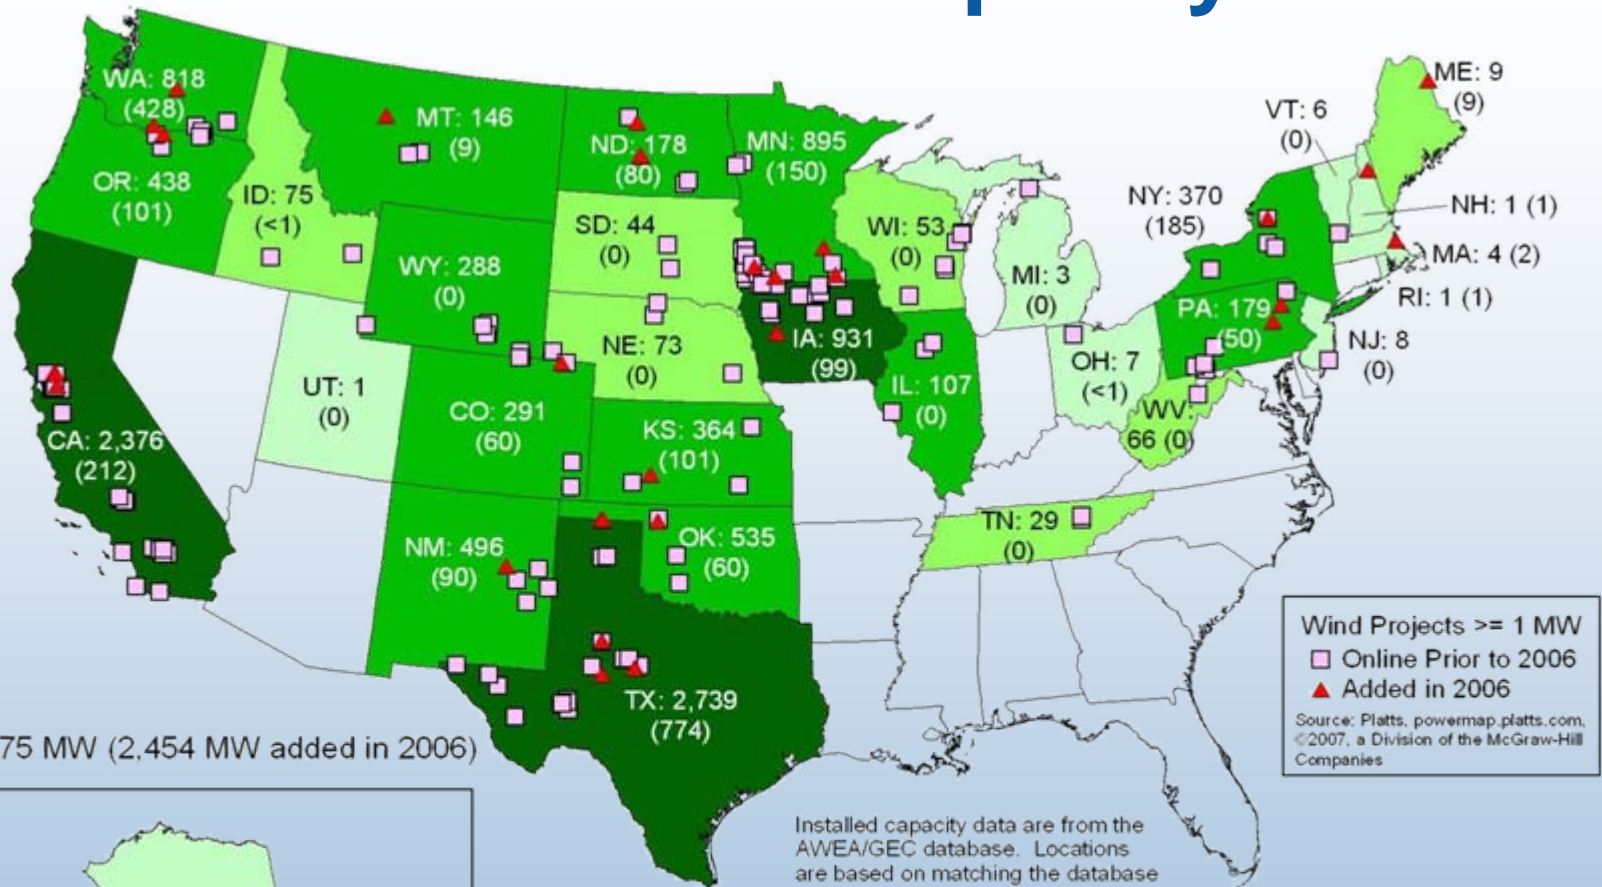 WA: 818
(428)
MT: 146
(9)
ND: 178
(80)
MN: 895
(150)
OR: 438
(101)
ID: 75
(<1)
SD: 44
(0)
WI: 53
(0)
MI: 3
(0)
VT: 6
(0)
ME: 9
(9)
NY: 370
(185)
NH: 1 (1)
MA: 4 (2)
RI: 1 (1)
WY: 288
(0)
NE: 73
(0)
IA: 931
(99)
IL: 107
(0)
OH: 7
(<1)
PA: 179
(50)
NJ: 8
(0)
WV:
66 (0)
UT: 1
(0)
CO: 291
(60)
KS: 364
(101)
CA: 2,376
(212)
NM: 496
(90)
OK: 535
(60)
TN: 29
(0)
TX: 2,739
(774)
Wind Projects >= 1 MW
Online Prior to 2006
Added in 2006
Source: Platts, powermap.platts.com,
©2007, a Division of the McGraw-Hill
Companies
75 MW (2,454 MW added in 2006)
Installed capacity data are from the
AWEA/GEC database. Locations
are based on matching the database